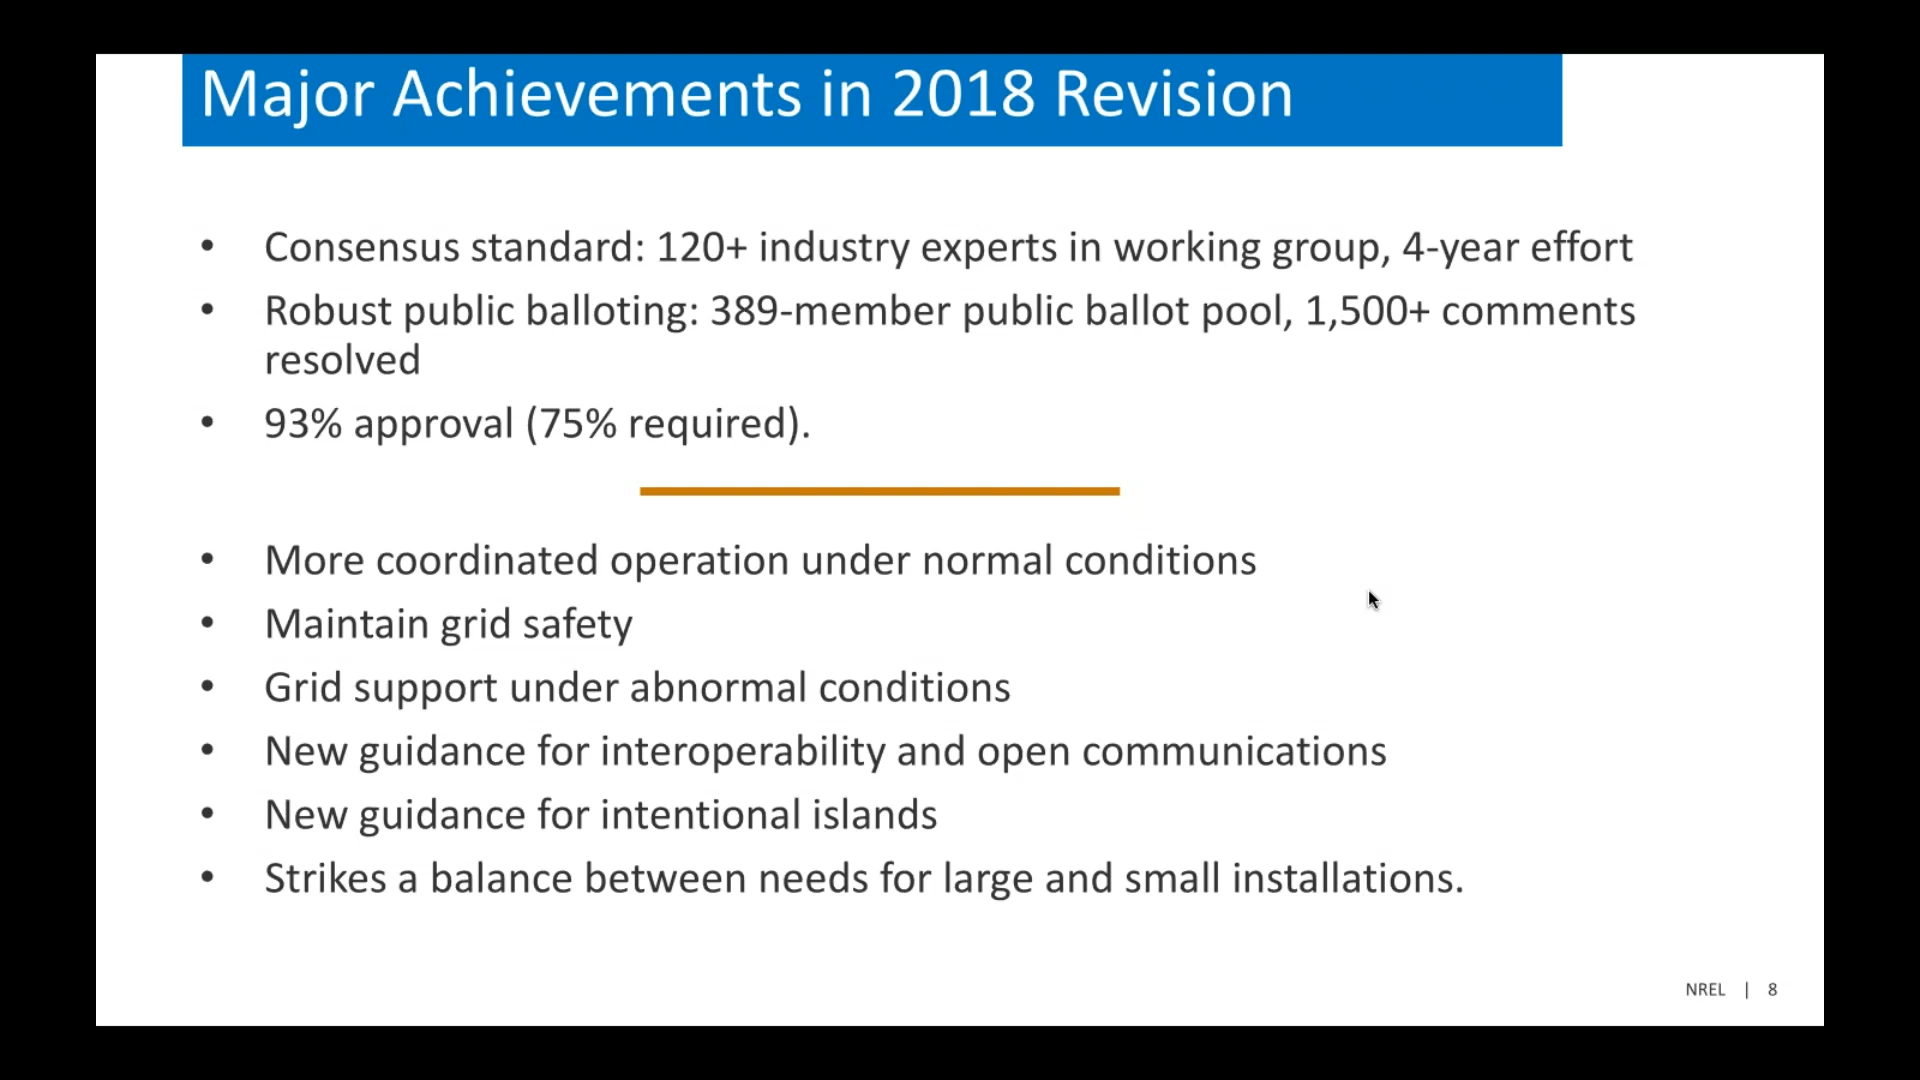 Major Achievements in 2018 Revision
• Consensus standard: 120+ industry experts in working group, 4-year effort
• Robust public balloting: 389-member public ballot pool, 1,500+ comments
resolved
• 93% approval (75% required).
• More coordinated operation under normal conditions
• Maintain grid safety
• Grid support under abnormal conditions
• New guidance for interoperability and open communications
• New guidance for intentional islands
• Strikes a balance between needs for large and small installations.
NREL | 8